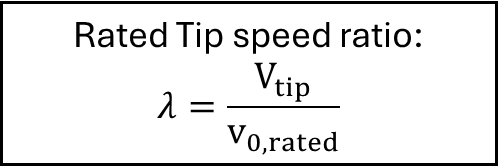 Rated Tip speed ratio:
λ = V_tip / v_0,rated